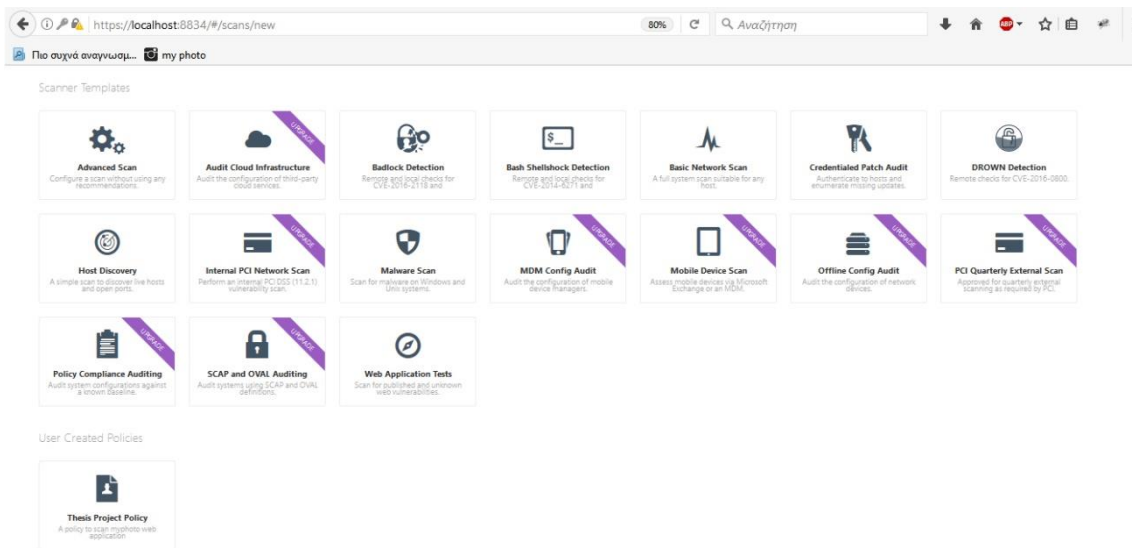 https://localhost:8834/#/scans/new
80%
Αναζήτηση
ABP
Πιο συχνά αναγνωσμ...
my photo
Scanner Templates
Advanced Scan
Configure a scan without using any
recommendations.
UPGRADE
Audit Cloud Infrastructure
Audit the configuration of third-party
cloud services.
Badlock Detection
Remote and local checks for
CVE-2016-2118 and
$_
Bash Shellshock Detection
Remote and local checks for
CVE-2014-6271 and
Basic Network Scan
A full system scan suitable for any
host.
Credentialed Patch Audit
Authenticate to hosts and
enumerate missing updates.
DROWN Detection
Remote checks for CVE-2016-0800.
Host Discovery
A simple scan to discover live hosts
and open ports.
UPGRADE
Internal PCI Network Scan
Perform an internal PCI DSS (11.2.1)
vulnerability scan.
Malware Scan
Scan for malware on Windows and
Unix systems.
UPGRADE
MDM Config Audit
Audit the configuration of mobile
device managers.
UPGRADE
Mobile Device Scan
Assess mobile devices via Microsoft
Exchange or an MDM.
UPGRADE
Offline Config Audit
Audit the configuration of network
devices.
UPGRADE
PCI Quarterly External Scan
Approved for quarterly external
scanning as required by PCI.
UPGRADE
Policy Compliance Auditing
Audit system configurations against
a known baseline.
UPGRADE
SCAP and OVAL Auditing
Audit systems using SCAP and OVAL
definitions.
Web Application Tests
Scan for published and unknown
web vulnerabilities.
User Created Policies
Thesis Project Policy
A policy to scan myphoto web
application